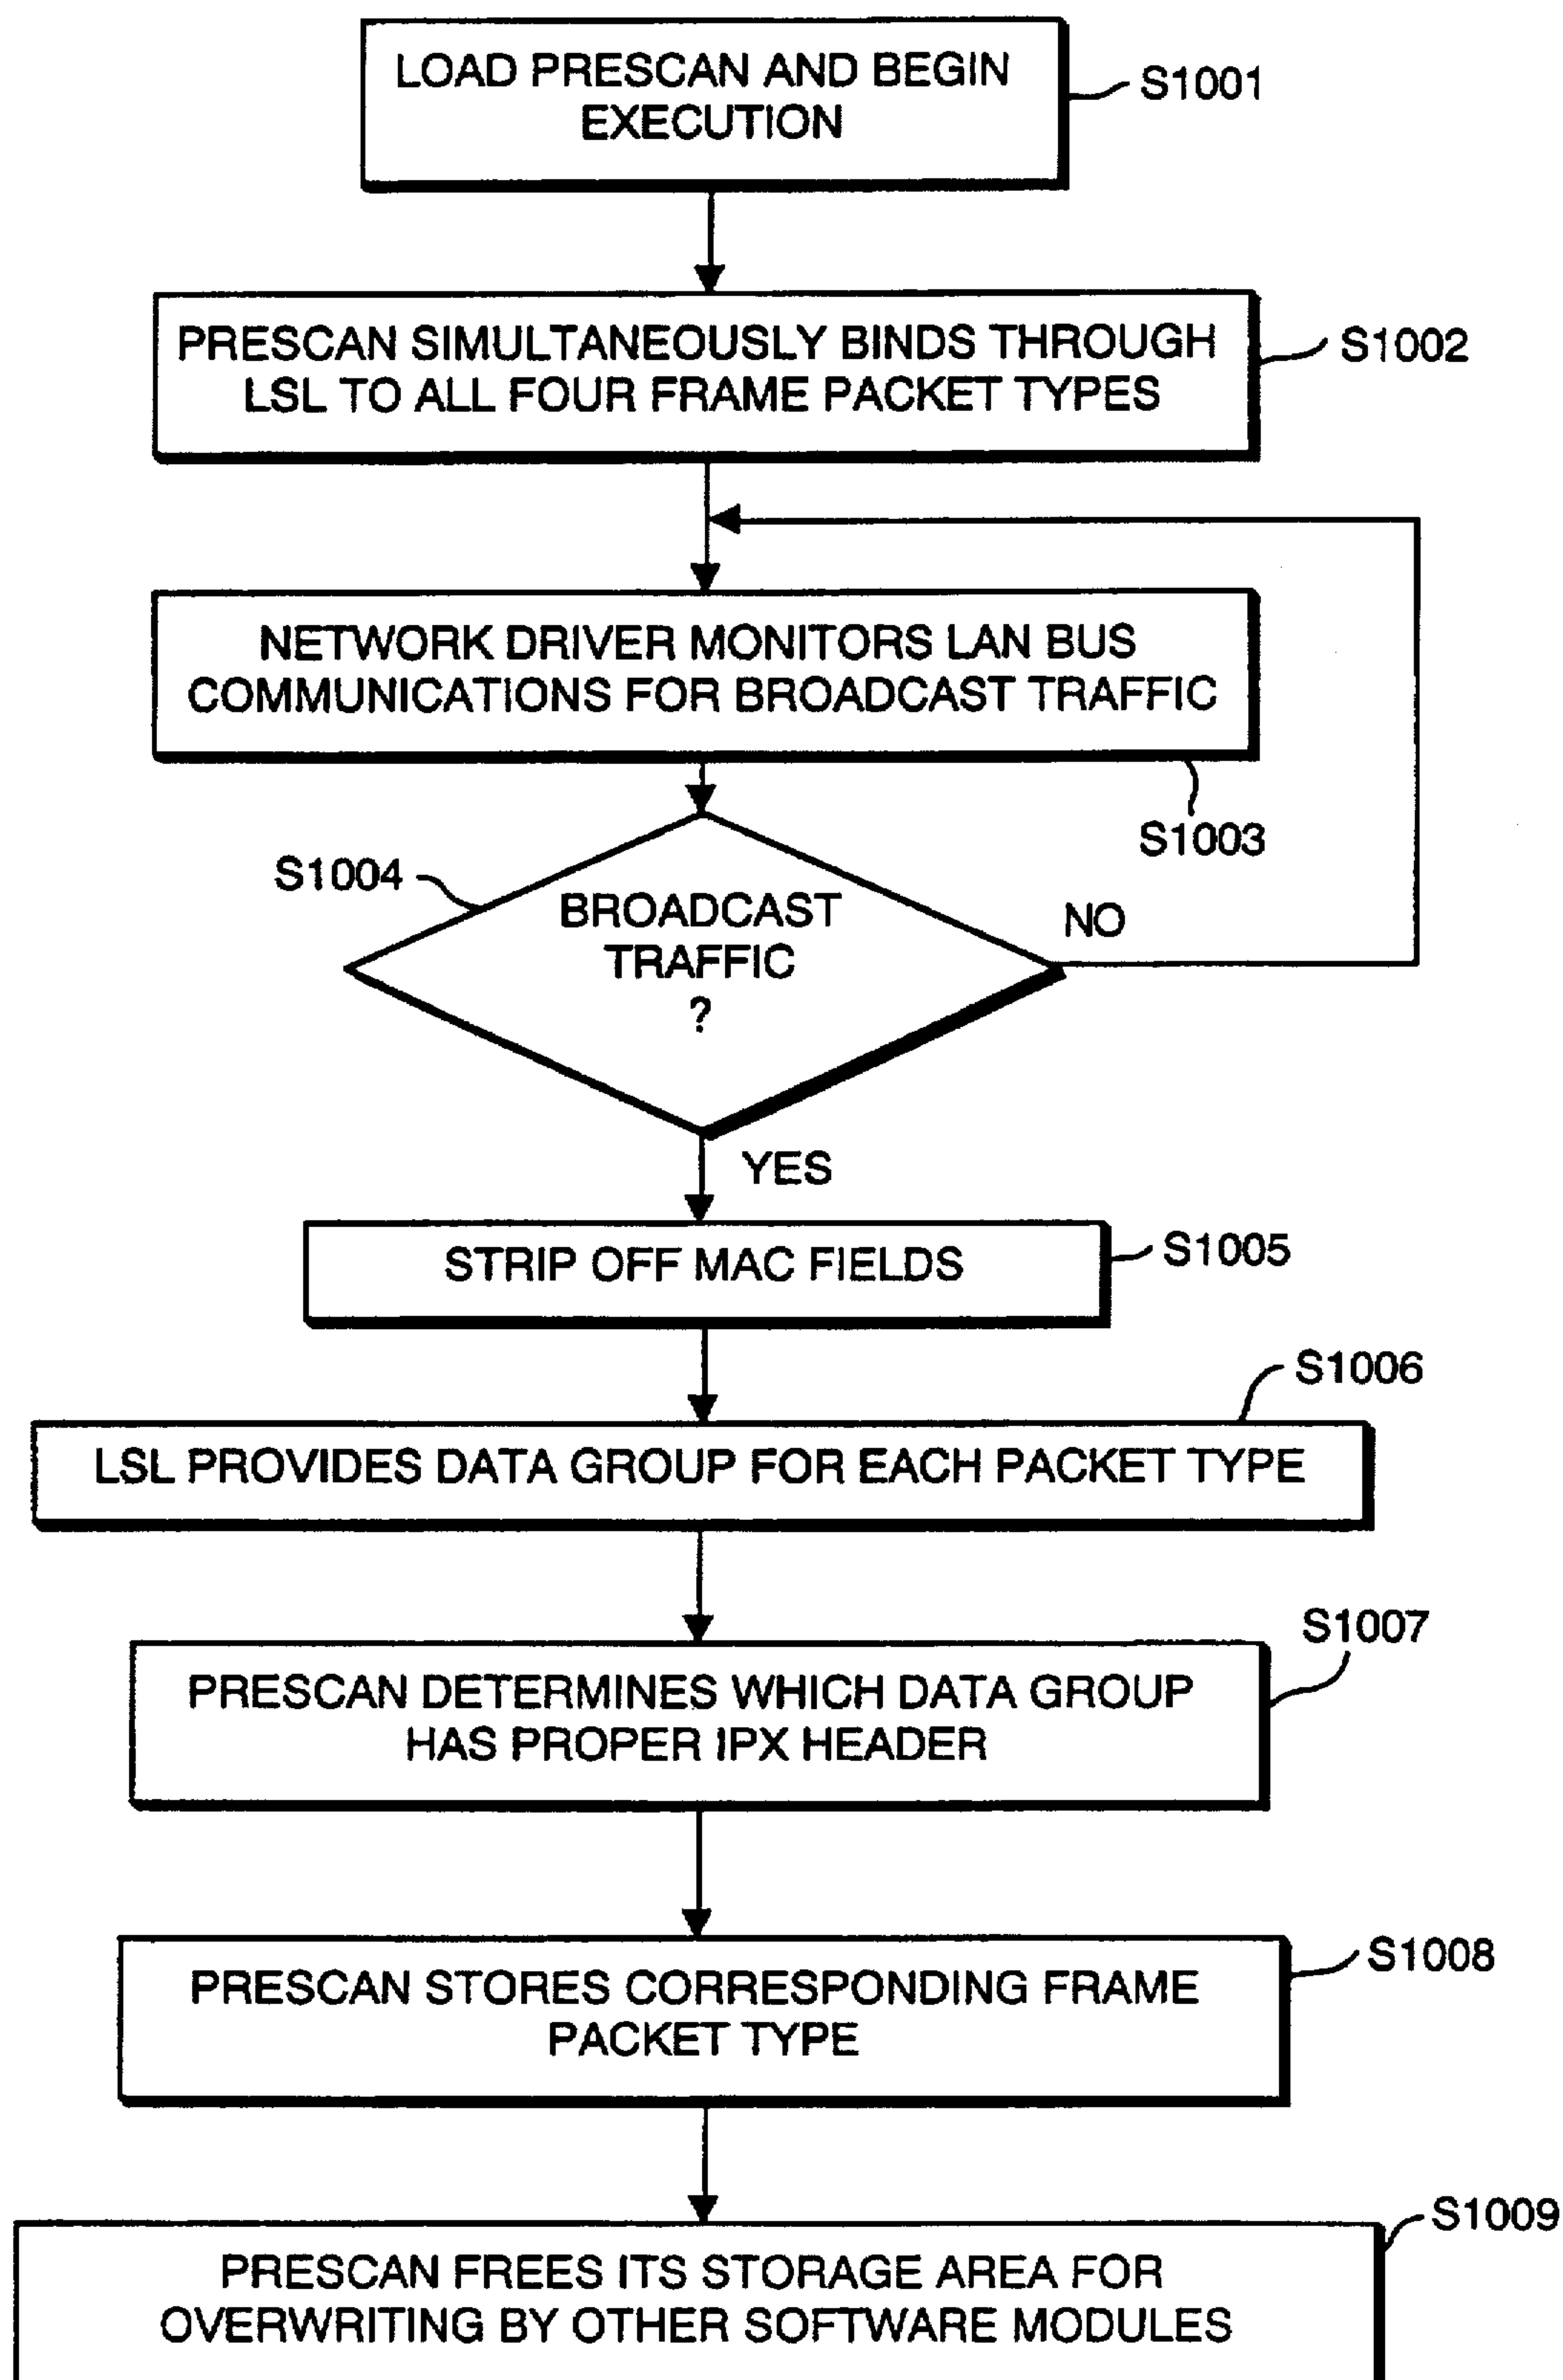 LOAD PRESCAN AND BEGIN
EXECUTION
S1001
PRESCAN SIMULTANEOUSLY BINDS THROUGH
LSL TO ALL FOUR FRAME PACKET TYPES
S1002
NETWORK DRIVER MONITORS LAN BUS
COMMUNICATIONS FOR BROADCAST TRAFFIC
S1003
S1004
BROADCAST
TRAFFIC
?
NO
YES
STRIP OFF MAC FIELDS
S1005
S1006
LSL PROVIDES DATA GROUP FOR EACH PACKET TYPE
S1007
PRESCAN DETERMINES WHICH DATA GROUP
HAS PROPER IPX HEADER
S1008
PRESCAN STORES CORRESPONDING FRAME
PACKET TYPE
S1009
PRESCAN FREES ITS STORAGE AREA FOR
OVERWRITING BY OTHER SOFTWARE MODULES